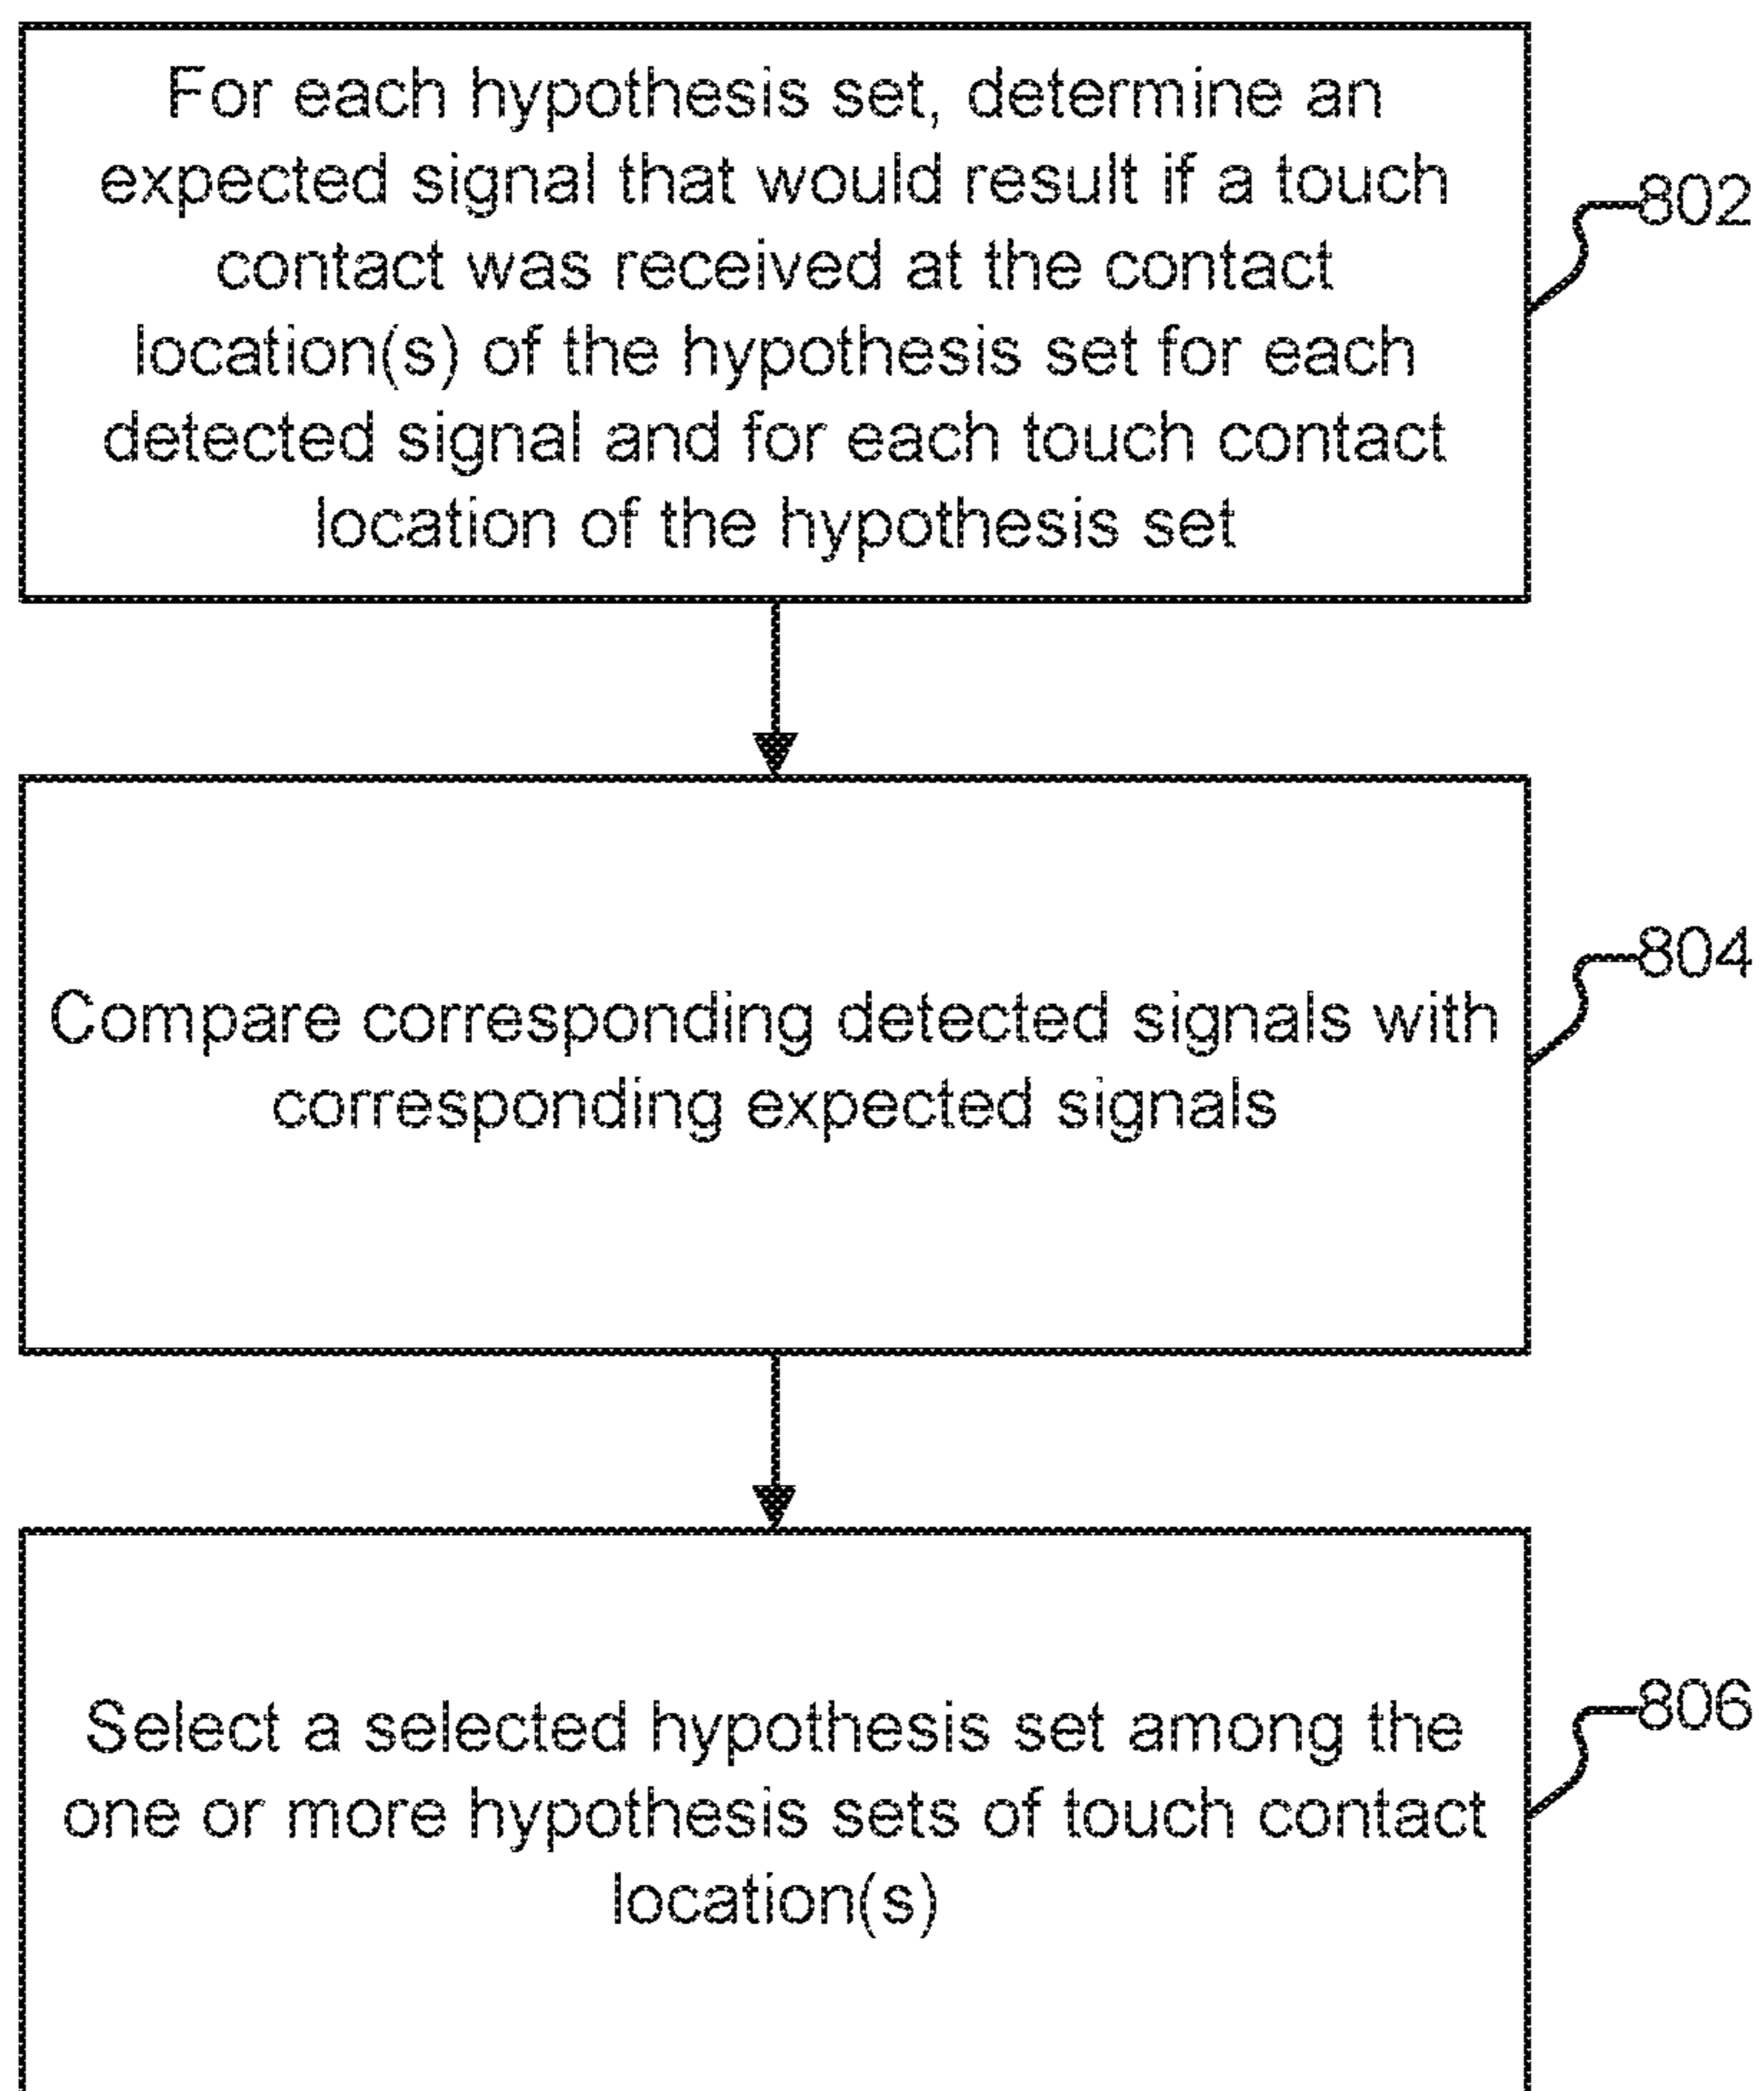 For each hypothesis set, determine an
expected signal that would result if a touch
contact was received at the contact
location(s) of the hypothesis set for each
detected signal and for each touch contact
location of the hypothesis set
802
Compare corresponding detected signals with
corresponding expected signals
804
Select a selected hypothesis set among the
one or more hypothesis sets of touch contact
location(s)
806